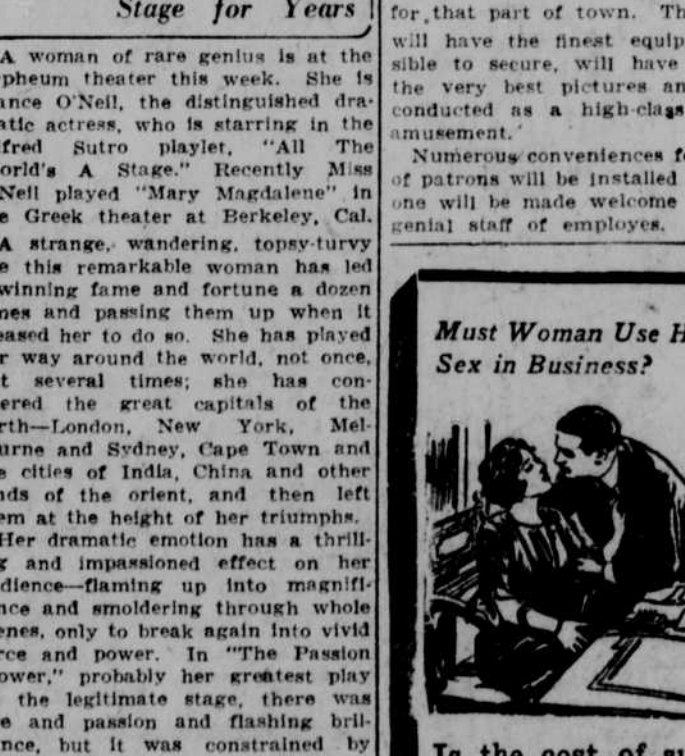 Stage for Years
A woman of rare genius is at the
pheum theater this week. She is
ance O'Neil, the distinguished dra-
atic actress, who is starring in the
fred Sutro playlet, "All The
orld's A Stage." Recently Miss
Neil played "Mary Magdalene" in
e Greek theater at Berkeley, Cal.
A strange, wandering, topsy-turvy
e this remarkable woman has led
winning fame and fortune a dozen
mes and passing them up when it
eased her to do so. She has played
r way around the world, not once,
t several times; she has con-
ered the great capitals of the
rth—London, New York, Mel-
urne and Sydney, Cape Town and
e cities of India, China and other
nds of the orient, and then left
em at the height of her triumphs.
Her dramatic emotion has a thrill-
g and impassioned effect on her
dience—flaming up into magnifi-
nce and smoldering through whole
enes, only to break again into vivid
rce and power. In "The Passion
ower," probably her greatest play
the legitimate stage, there was
e and passion and flashing bril-
nce, but it was constrained by
for that part of town. Th
will have the finest equip
sible to secure, will have
the very best pictures an
conducted as a high-class
amusement.
Numerous conveniences f
of patrons will be installed
one will be made welcome
genial staff of employes.
Must Woman Use H
Sex in Business?
Is the cost of s